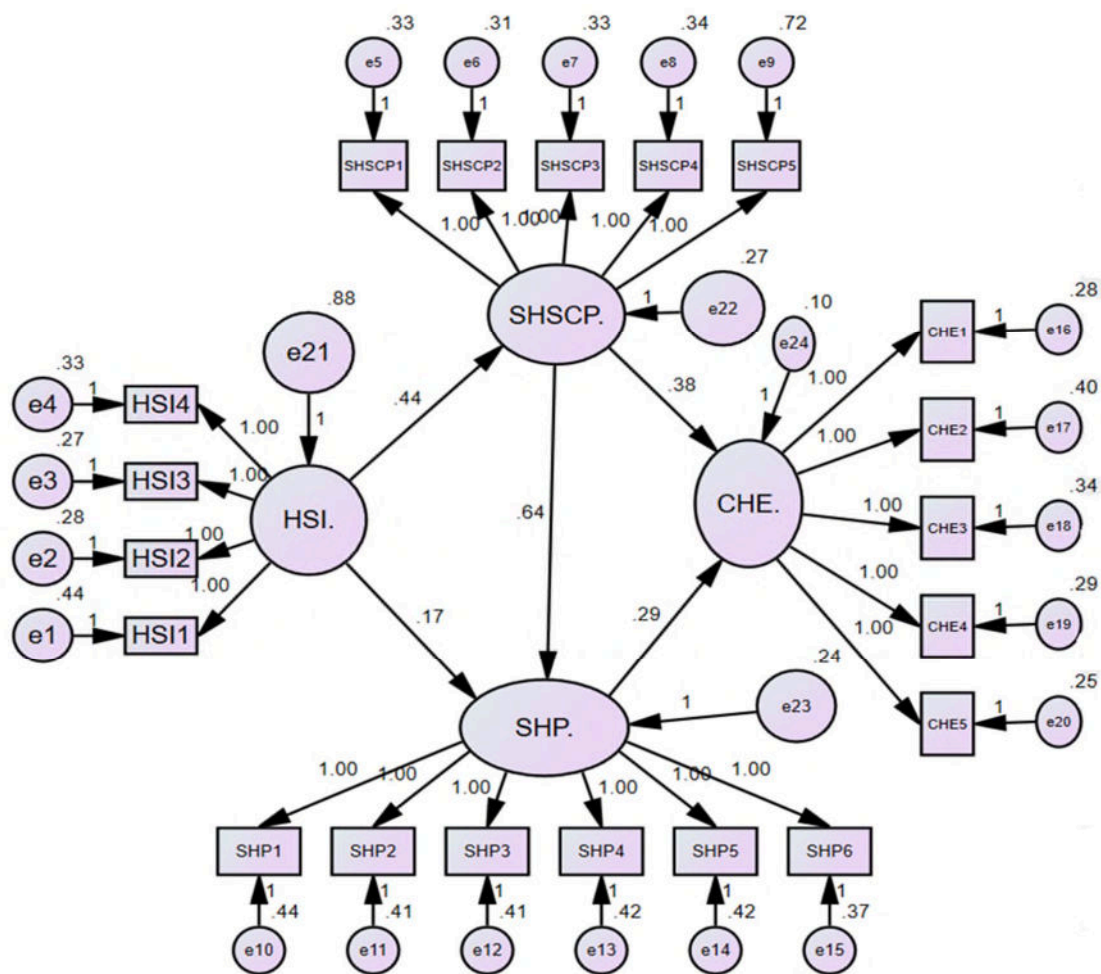 .33 .31 .33 .34 .72
e5 e6 e7 e8 e9
1 1 1 1 1
SHSCP1 SHSCP2 SHSCP3 SHSCP4 SHSCP5
1.00 1.00 1.00 1.00 1.00
.27
SHSCP. 1 e22
.88
e21
1
.10
e24
1
.44
.38
.64
.33
e4 1 HSI4 1.00
.27
e3 1 HSI3 1.00
.28
e2 1 HSI2 1.00
.44
e1 1 HSI1 1.00
HSI.
CHE.
.28
1.00 CHE1 1 e16
.40
1.00 CHE2 1 e17
.34
1.00 CHE3 1 e18
.29
1.00 CHE4 1 e19
.25
1.00 CHE5 1 e20
.17
.29
.24
SHP. 1 e23
1.00 1.00 1.00 1.00 1.00 1.00
SHP1 SHP2 SHP3 SHP4 SHP5 SHP6
1 1 1 1 1 1
.44 .41 .41 .42 .42 .37
e10 e11 e12 e13 e14 e15